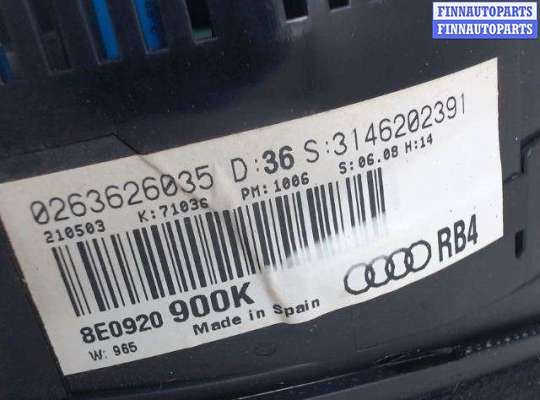 FINNAUTOPARTS
FINNAUTOPARTS
0263626035 D:36 S:3146202391
210503 K:71036 PM:1006 S:06.08 H:14
8E0920 900K RB4
Made in Spain
W: 965